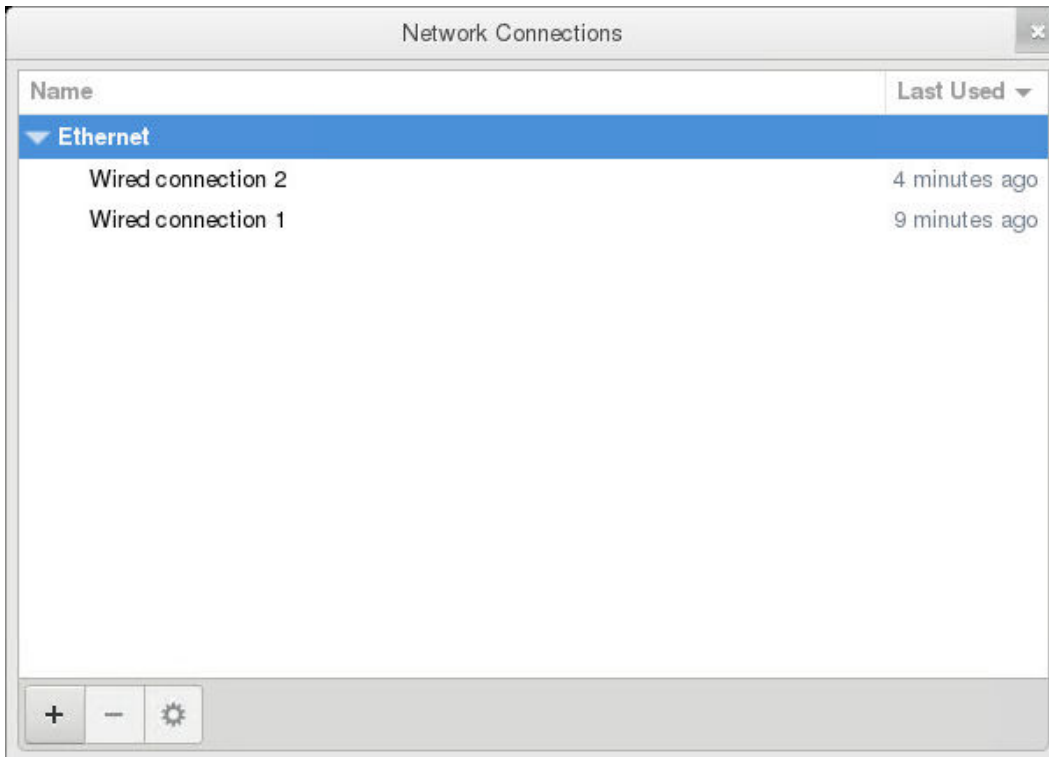 Network Connections
Name Last Used
Ethernet
Wired connection 2 4 minutes ago
Wired connection 1 9 minutes ago